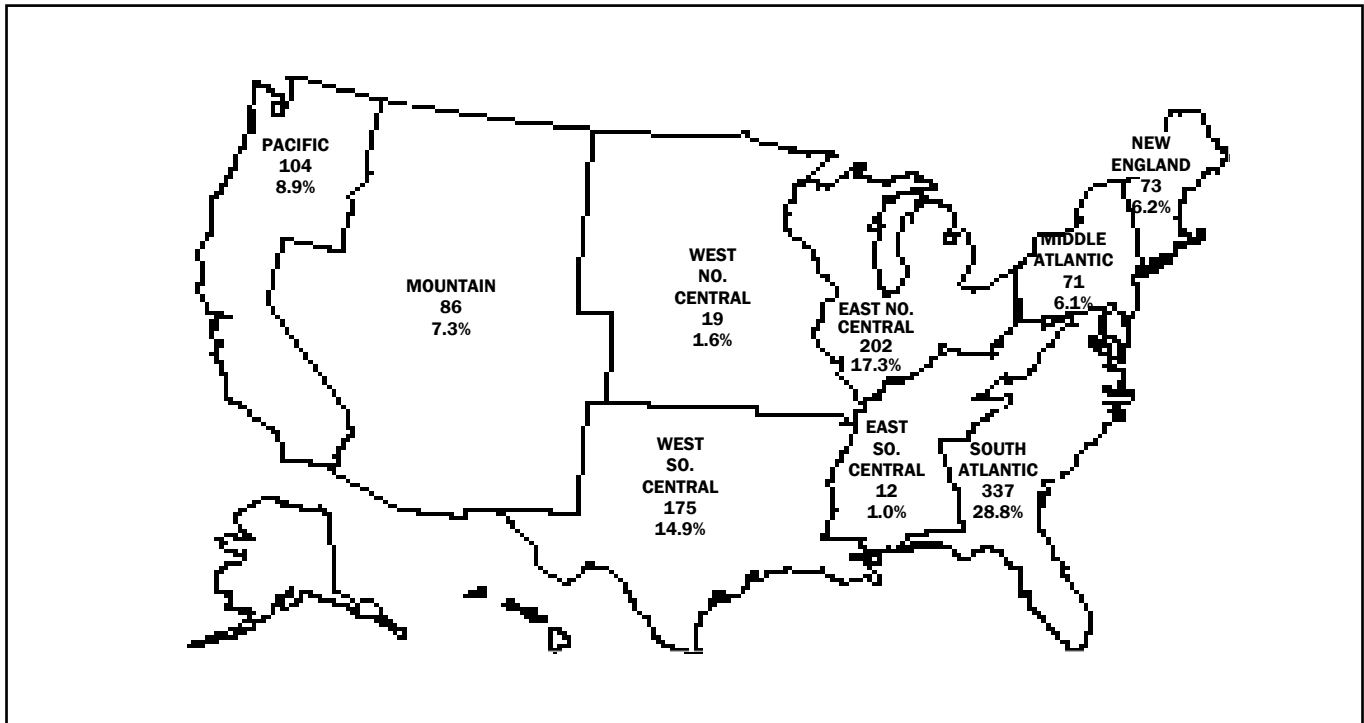 PACIFIC
104
8.9%
MOUNTAIN
86
7.3%
WEST
NO.
CENTRAL
19
1.6%
EAST NO.
CENTRAL
202
17.3%
NEW
ENGLAND
73
6.2%
MIDDLE
ATLANTIC
71
6.1%
WEST
SO.
CENTRAL
175
14.9%
EAST
SO.
CENTRAL
12
1.0%
SOUTH
ATLANTIC
337
28.8%